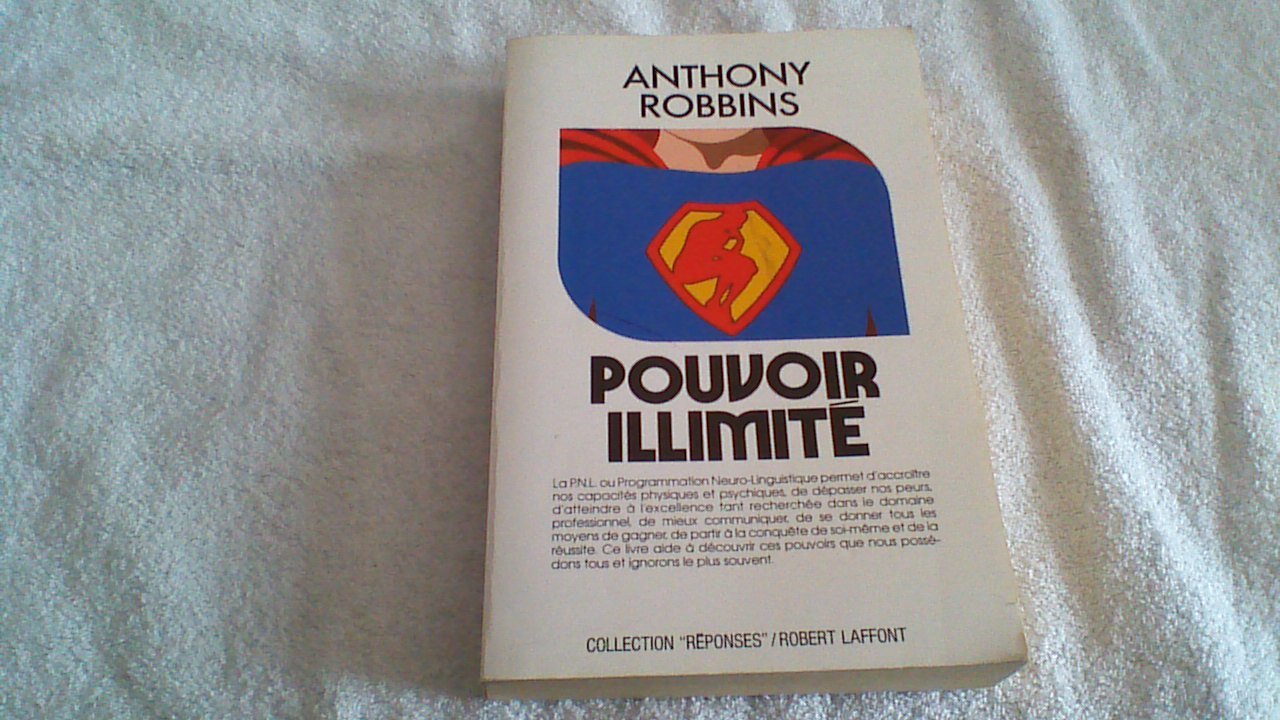 ANTHONY
ROBBINS
POUVOIR
ILLIMITÉ
La P.N.L. ou Programmation Neuro-Linguistique permet d'accroître
nos capacités physiques et psychiques, de dépasser nos peurs,
d'atteindre à l'excellence tant recherchée dans le domaine
professionnel, de mieux communiquer, de se donner tous les
moyens de gagner, de partir à la conquête de soi-même et de la
réussite. Ce livre aide à découvrir ces pouvoirs que nous possé-
dons tous et ignorons le plus souvent.
COLLECTION "RÉPONSES" / ROBERT LAFFONT